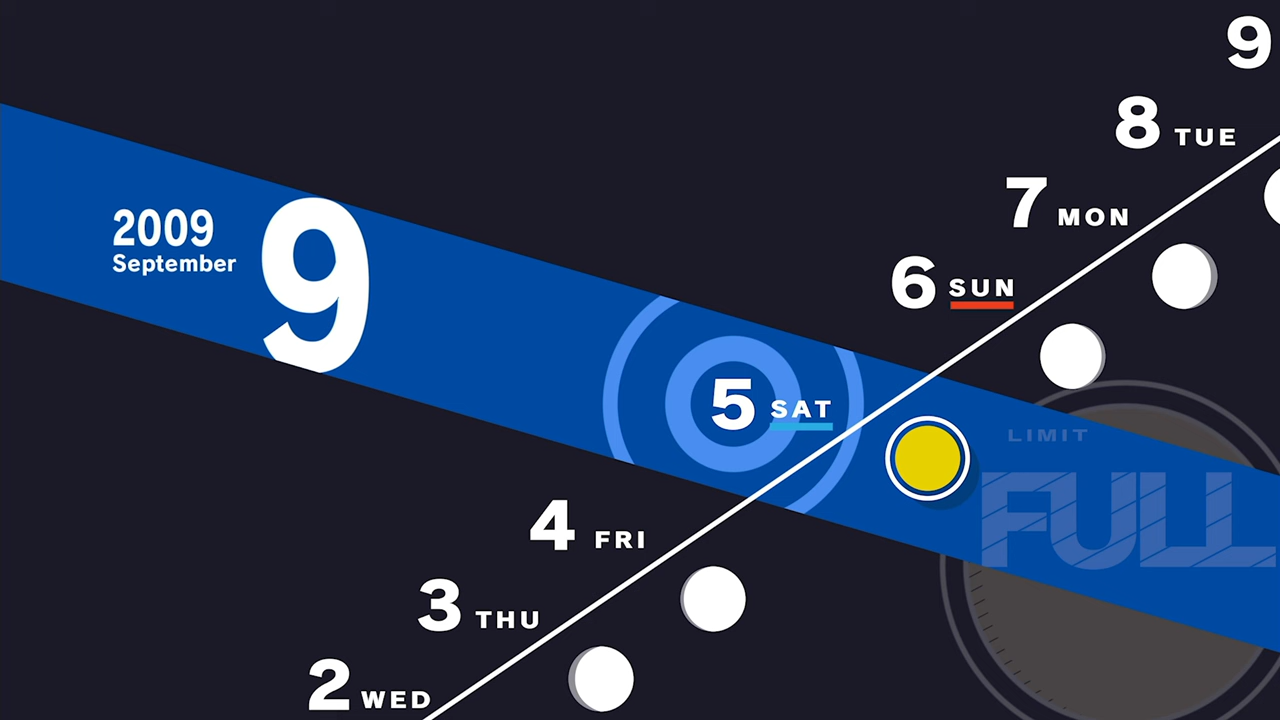 9
8 TUE
7 MON
2009
September
9
6 SUN
5 SAT
LIMIT
FULL
4 FRI
3 THU
2 WED